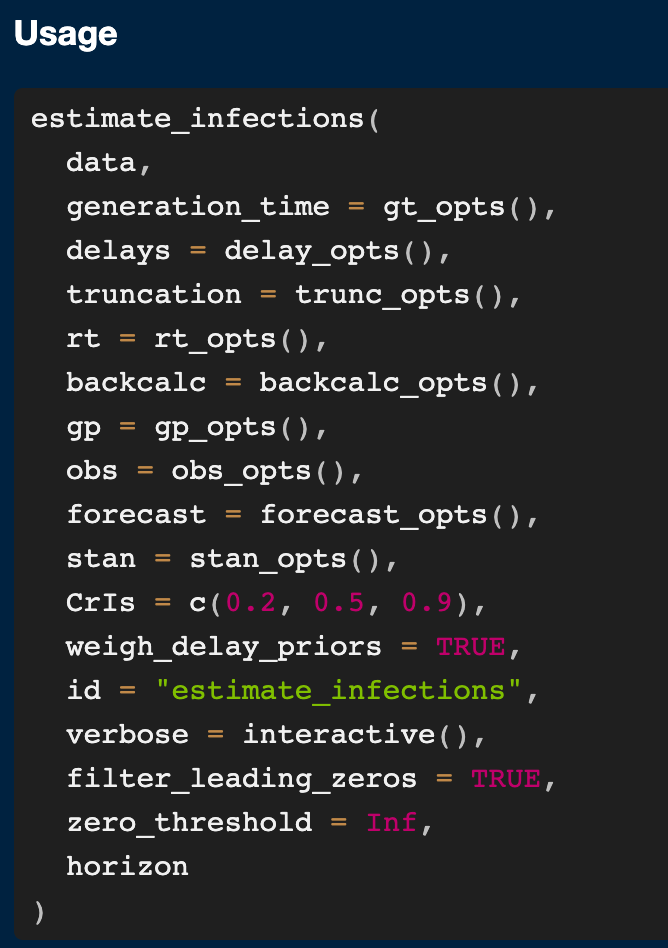 Usage
estimate_infections(
  data,
  generation_time = gt_opts(),
  delays = delay_opts(),
  truncation = trunc_opts(),
  rt = rt_opts(),
  backcalc = backcalc_opts(),
  gp = gp_opts(),
  obs = obs_opts(),
  forecast = forecast_opts(),
  stan = stan_opts(),
  CrIs = c(0.2, 0.5, 0.9),
  weigh_delay_priors = TRUE,
  id = "estimate_infections",
  verbose = interactive(),
  filter_leading_zeros = TRUE,
  zero_threshold = Inf,
  horizon
)